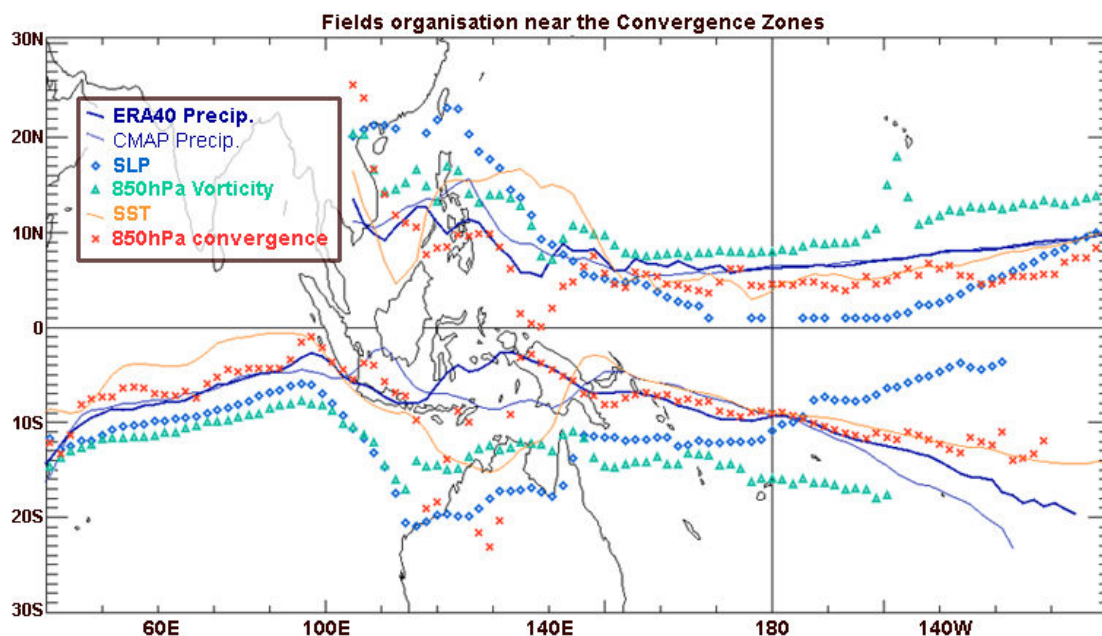 Fields organisation near the Convergence Zones
30N
20N
10N
0
10S
20S
30S
ERA40 Precip.
CMAP Precip.
SLP
850hPa Vorticity
SST
850hPa convergence
60E
100E
140E
180
140W